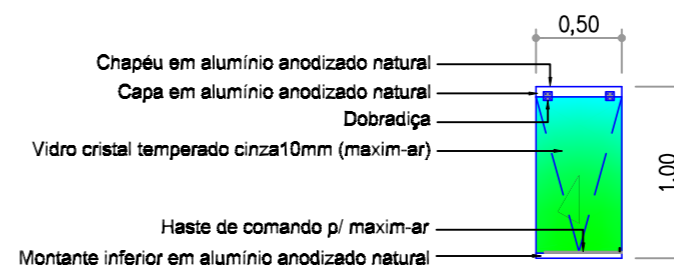 0,50
Chapéu em alumínio anodizado natural
Capa em alumínio anodizado natural
Dobradiça
Vidro cristal temperado cinza10mm (maxim-ar)
1,00
Haste de comando p/ maxim-ar
Montante inferior em alumínio anodizado natural